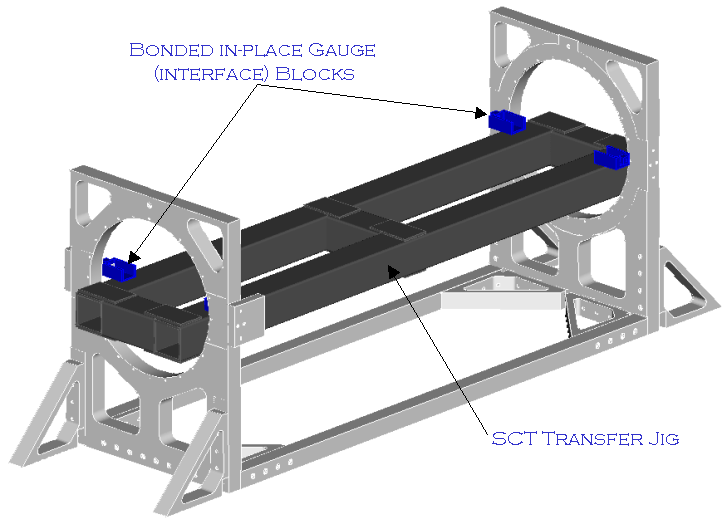 Bonded in-place Gauge
(interface) Blocks
SCT Transfer Jig